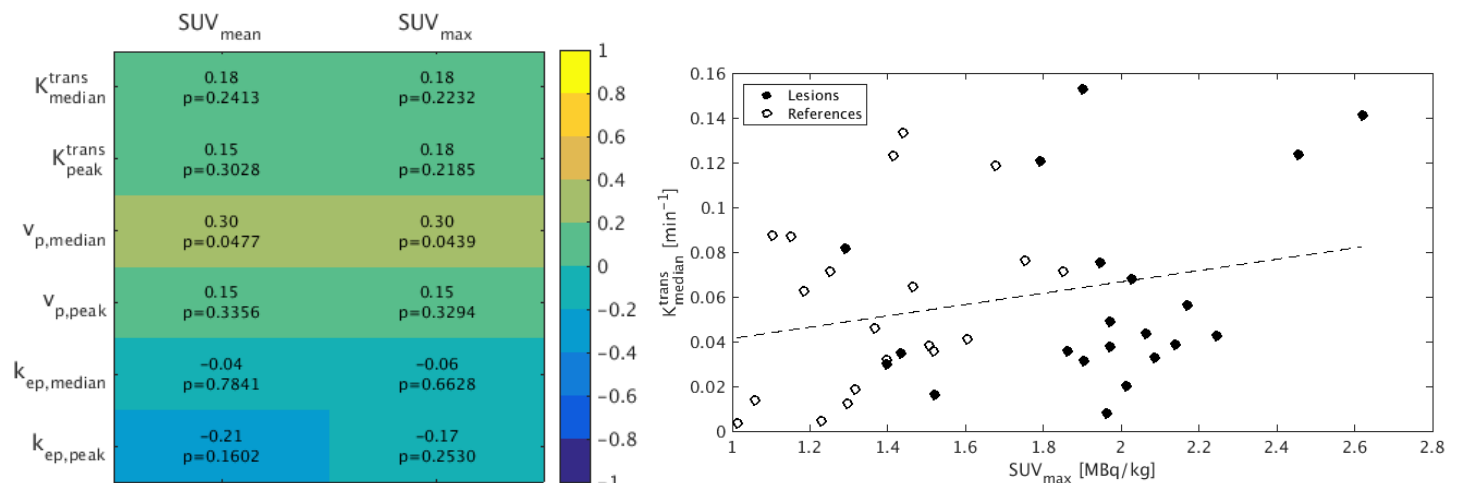 SUVmean SUVmax
Ktransmedian 0.18 0.18
p=0.2413 p=0.2232
Ktranspeak 0.15 0.18
p=0.3028 p=0.2185
vp,median 0.30 0.30
p=0.0477 p=0.0439
vp,peak 0.15 0.15
p=0.3356 p=0.3294
kep,median −0.04 −0.06
p=0.7841 p=0.6628
kep,peak −0.21 −0.17
p=0.1602 p=0.2530
1
0.8
0.6
0.4
0.2
0
−0.2
−0.4
−0.6
−0.8
−1
Ktransmedian [min−1]
0.16
0.14
0.12
0.1
0.08
0.06
0.04
0.02
0
Lesions
References
1 1.2 1.4 1.6 1.8 2 2.2 2.4 2.6 2.8
SUVmax [MBq/kg]